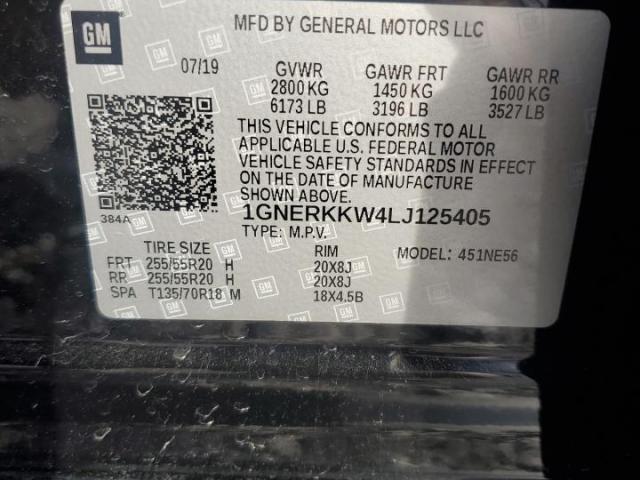 GM MFD BY GENERAL MOTORS LLC
07/19 GVWR GAWR FRT GAWR RR
2800 KG 1450 KG 1600 KG
6173 LB 3196 LB 3527 LB
THIS VEHICLE CONFORMS TO ALL
APPLICABLE U.S. FEDERAL MOTOR
VEHICLE SAFETY STANDARDS IN EFFECT
ON THE DATE OF MANUFACTURE
SHOWN ABOVE.
384A
1GNERKKW4LJ125405
TYPE: M.P.V.
TIRE SIZE RIM MODEL: 451NE56
FRT 255/55R20 H 20X8J
RR 255/55R20 H 20X8J
SPA T135/70R18 M 18X4.5B